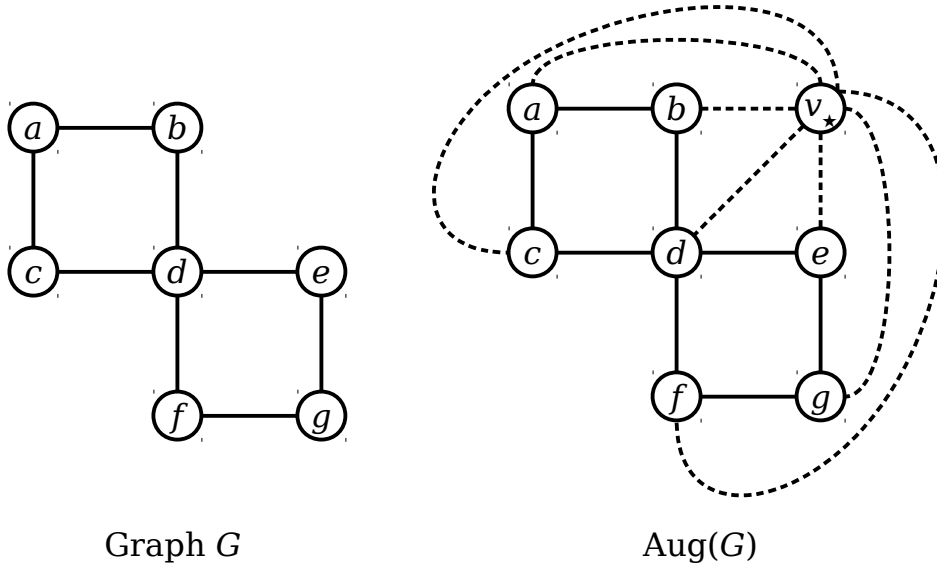 a b
c d e
f g
Graph G
a b v★
c d e
f g
Aug(G)